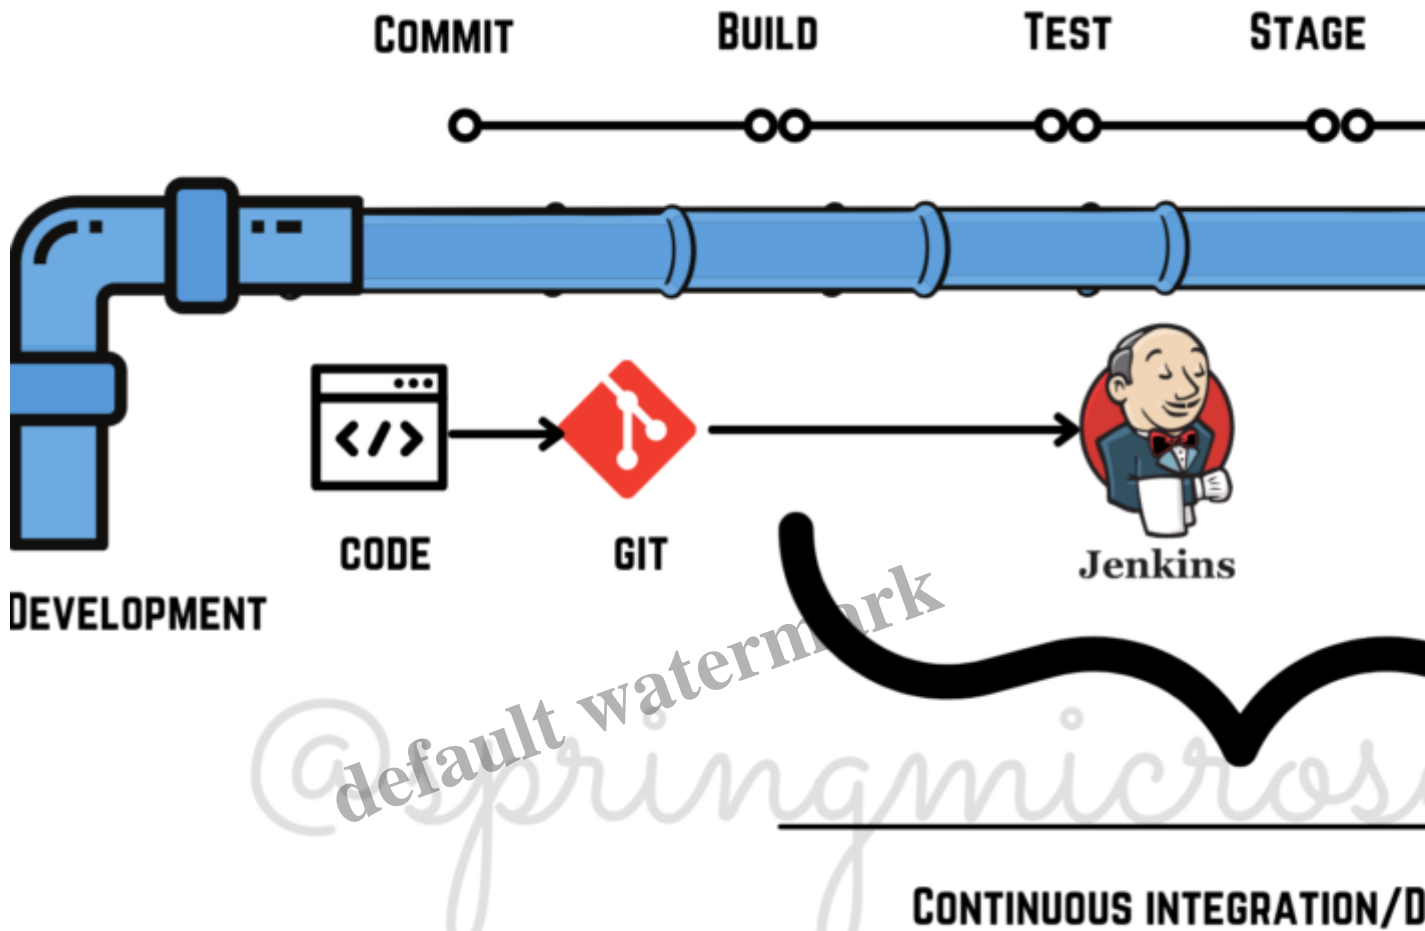 COMMIT BUILD TEST STAGE
</>
CODE GIT Jenkins
DEVELOPMENT
default watermark
@springmicros
CONTINUOUS INTEGRATION/D